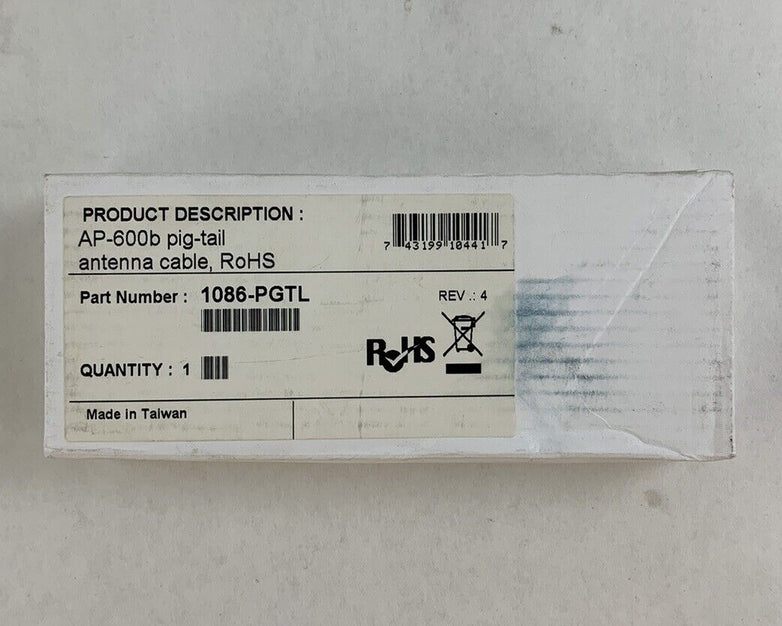 PRODUCT DESCRIPTION :
AP-600b pig-tail
antenna cable, RoHS
7 43199 10441 7
Part Number : 1086-PGTL
REV .: 4
RoHS
QUANTITY : 1
Made in Taiwan